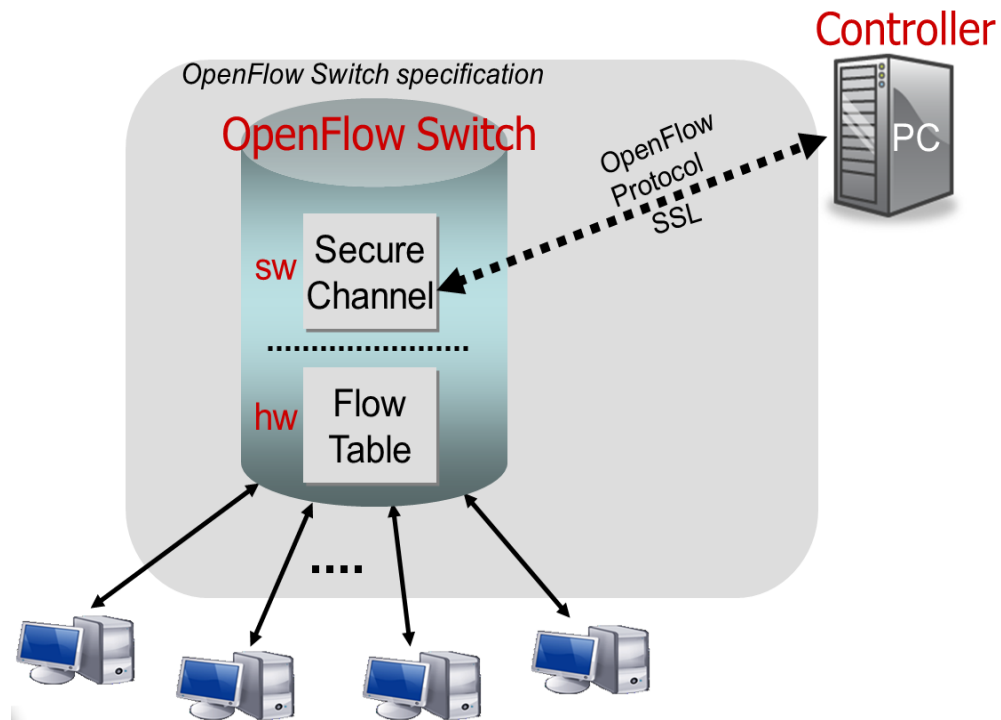 Controller
OpenFlow Switch specification
OpenFlow Switch
OpenFlow
Protocol
SSL
PC
sw
Secure
Channel
hw
Flow
Table